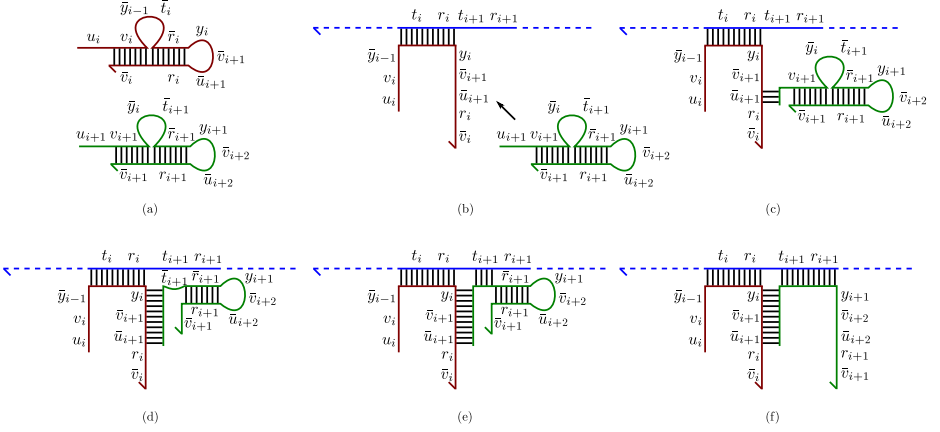 ȳᵢ₋₁ t̄ᵢ
uᵢ vᵢ r̄ᵢ yᵢ
v̄ᵢ₊₁
v̄ᵢ rᵢ ūᵢ₊₁
ȳᵢ t̄ᵢ₊₁
uᵢ₊₁ vᵢ₊₁ r̄ᵢ₊₁ yᵢ₊₁
v̄ᵢ₊₂
v̄ᵢ₊₁ rᵢ₊₁ ūᵢ₊₂
(a)
tᵢ rᵢ tᵢ₊₁ rᵢ₊₁
ȳᵢ₋₁ yᵢ
vᵢ v̄ᵢ₊₁
uᵢ ūᵢ₊₁
rᵢ
v̄ᵢ
ȳᵢ t̄ᵢ₊₁
uᵢ₊₁ vᵢ₊₁ r̄ᵢ₊₁ yᵢ₊₁
v̄ᵢ₊₂
v̄ᵢ₊₁ rᵢ₊₁ ūᵢ₊₂
(b)
tᵢ rᵢ tᵢ₊₁ rᵢ₊₁
ȳᵢ₋₁ yᵢ
vᵢ v̄ᵢ₊₁
uᵢ ūᵢ₊₁
rᵢ
v̄ᵢ
ȳᵢ t̄ᵢ₊₁
vᵢ₊₁ r̄ᵢ₊₁ yᵢ₊₁
v̄ᵢ₊₂
v̄ᵢ₊₁ rᵢ₊₁ ūᵢ₊₂
(c)
tᵢ rᵢ tᵢ₊₁ rᵢ₊₁
ȳᵢ₋₁ yᵢ t̄ᵢ₊₁ r̄ᵢ₊₁ yᵢ₊₁
v̄ᵢ₊₂
vᵢ v̄ᵢ₊₁ rᵢ₊₁ ūᵢ₊₂
v̄ᵢ₊₁
uᵢ ūᵢ₊₁
rᵢ
v̄ᵢ
(d)
tᵢ rᵢ tᵢ₊₁ rᵢ₊₁
ȳᵢ₋₁ yᵢ r̄ᵢ₊₁ yᵢ₊₁
v̄ᵢ₊₂
vᵢ v̄ᵢ₊₁ rᵢ₊₁ ūᵢ₊₂
v̄ᵢ₊₁
uᵢ ūᵢ₊₁
rᵢ
v̄ᵢ
(e)
tᵢ rᵢ tᵢ₊₁ rᵢ₊₁
ȳᵢ₋₁ yᵢ yᵢ₊₁
vᵢ v̄ᵢ₊₁ v̄ᵢ₊₂
uᵢ ūᵢ₊₁ ūᵢ₊₂
rᵢ rᵢ₊₁
v̄ᵢ v̄ᵢ₊₁
(f)